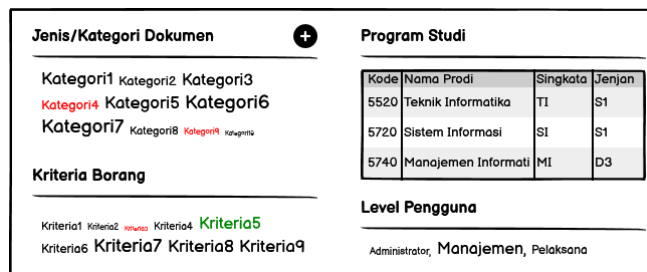 Jenis/Kategori Dokumen
Kategori1 Kategori2 Kategori3
Kategori4 Kategori5 Kategori6
Kategori7 Kategori8 Kategori9 Kategori10
Kriteria Borang
Kriteria1 Kriteria2 Kriteria3 Kriteria4 Kriteria5
Kriteria6 Kriteria7 Kriteria8 Kriteria9
Program Studi
Kode Nama Prodi Singkata Jenjan
5520 Teknik Informatika TI S1
5720 Sistem Informasi SI S1
5740 Manajemen Informati MI D3
Level Pengguna
Administrator, Manajemen, Pelaksana